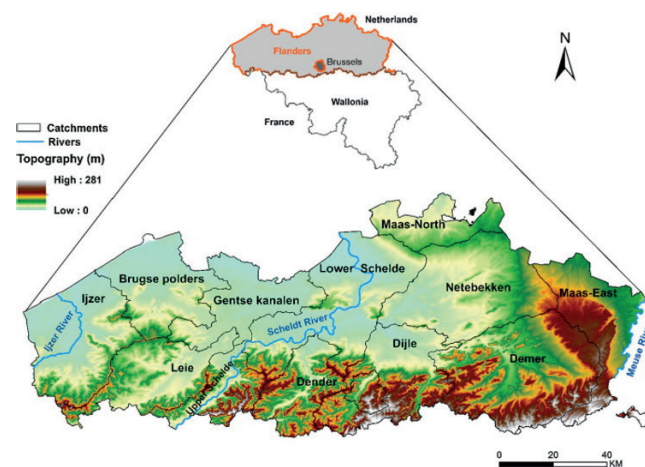 Netherlands
N
Flanders
Brussels
Wallonia
France
Catchments
Rivers
Topography (m)
High : 281
Low : 0
Maas-North
Lower Schelde
Brugse polders
Ijzer
Gentse kanalen
Netebekken
Maas-East
Scheldt River
Ijzer River
Meuse Riv
Dijle
Leie
Demer
Dender
Upper Schelde
0 20 40
KM